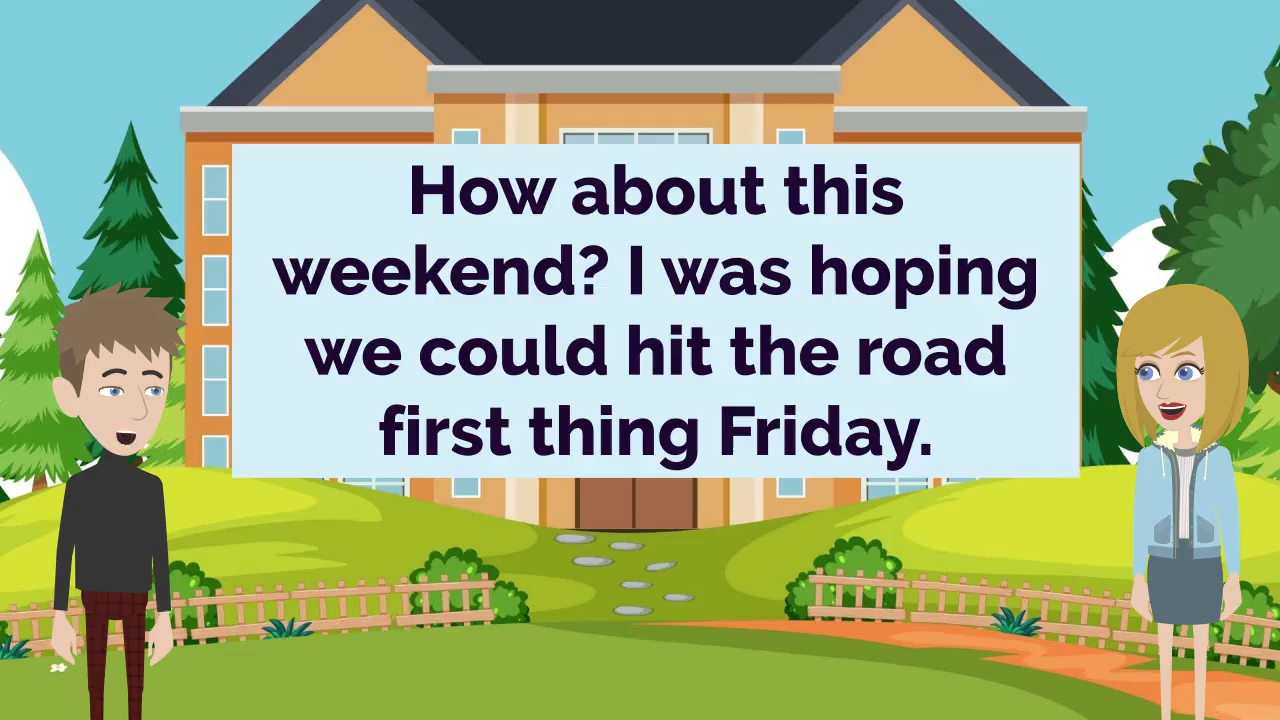 How about this
weekend? I was hoping
we could hit the road
first thing Friday.